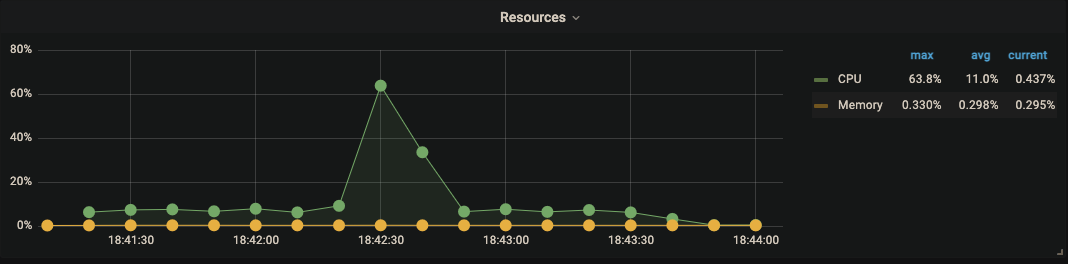 Resources
80%
60%
40%
20%
0%
18:41:30 18:42:00 18:42:30 18:43:00 18:43:30 18:44:00
max avg current
CPU 63.8% 11.0% 0.437%
Memory 0.330% 0.298% 0.295%